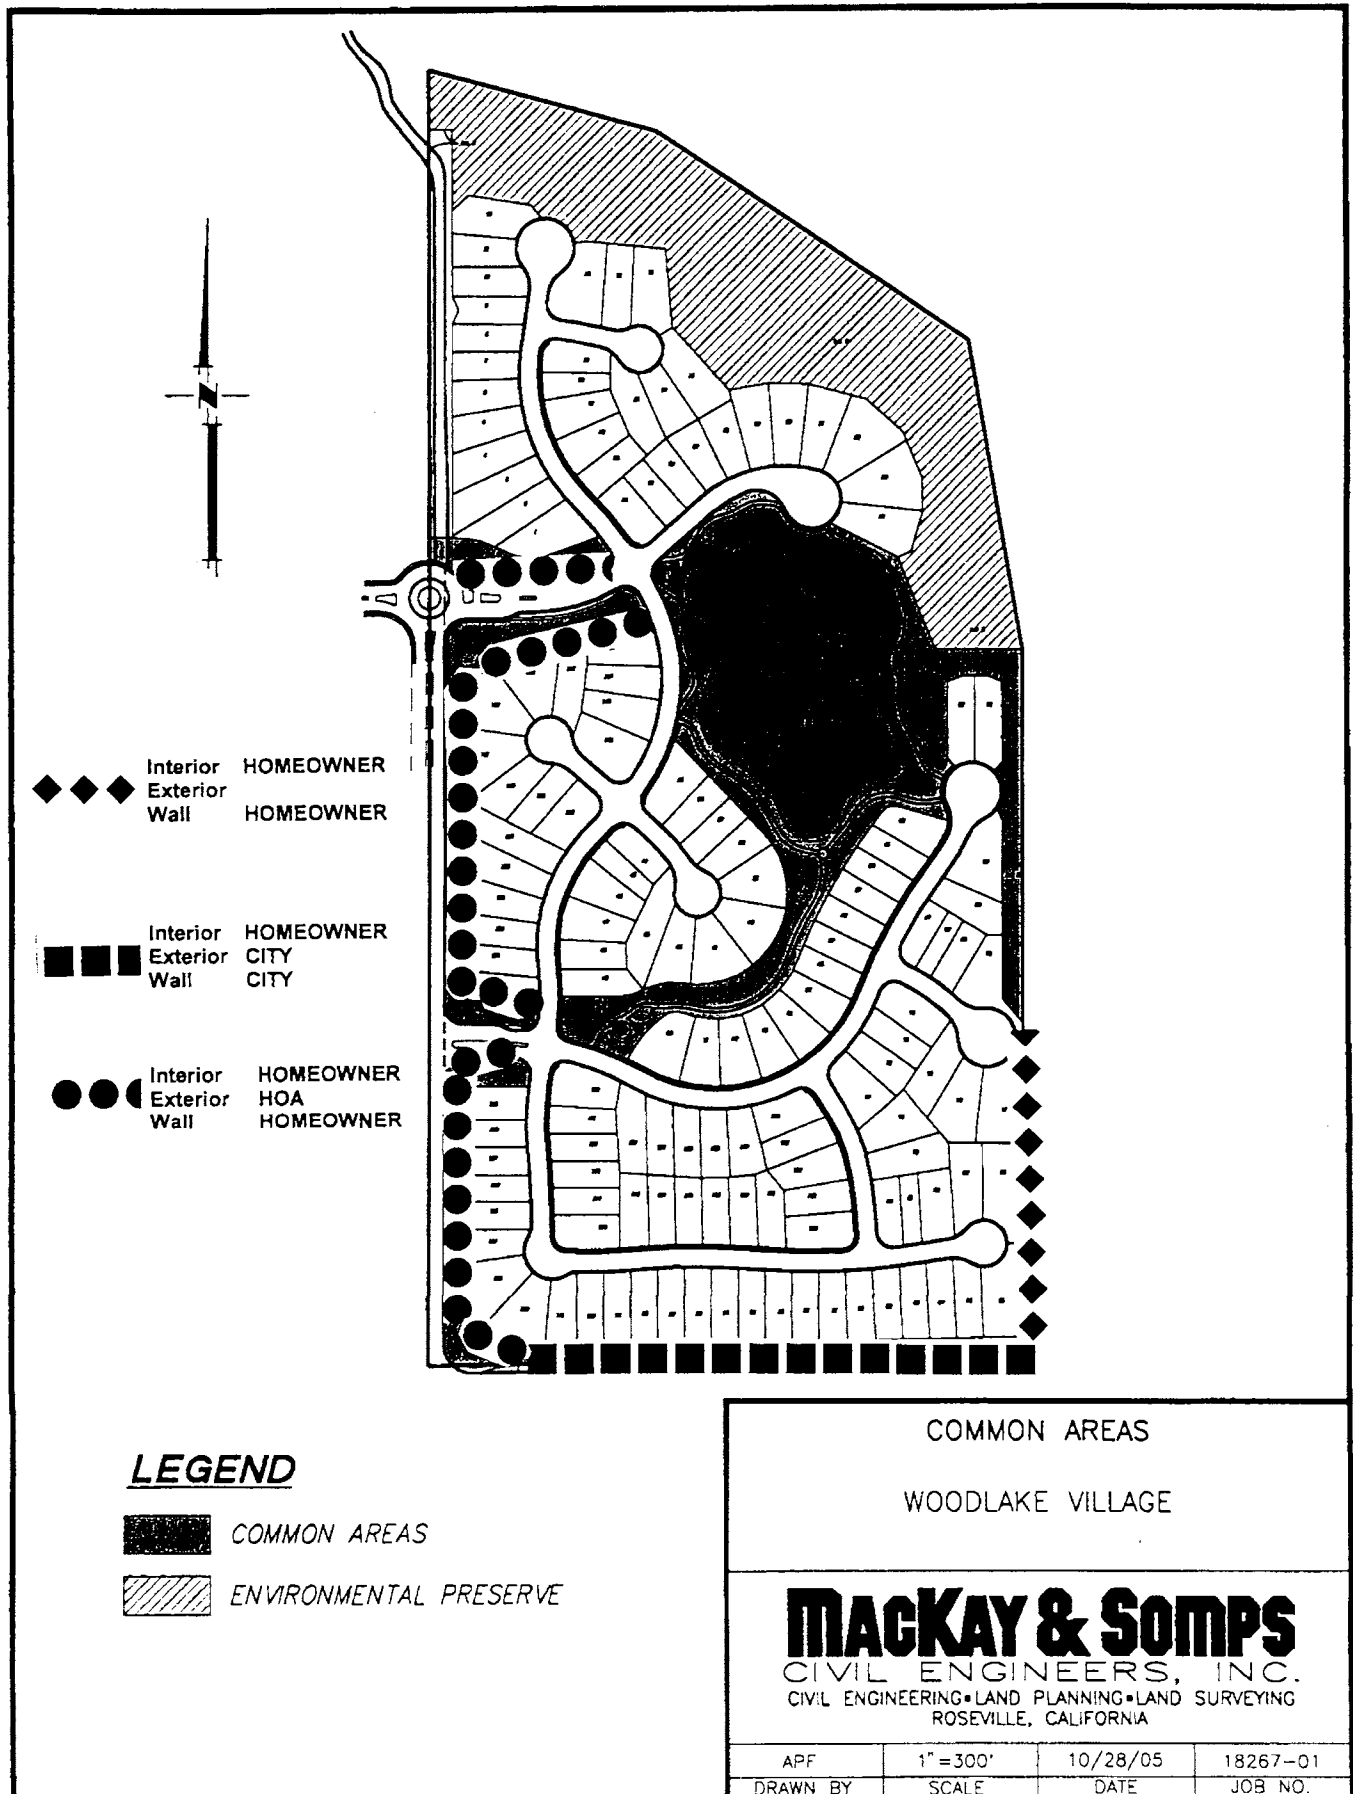 Interior HOMEOWNER
Exterior
Wall HOMEOWNER
Interior HOMEOWNER
Exterior CITY
Wall CITY
Interior HOMEOWNER
Exterior HOA
Wall HOMEOWNER
LEGEND
COMMON AREAS
ENVIRONMENTAL PRESERVE
COMMON AREAS
WOODLAKE VILLAGE
MACKAY & SOMPS
CIVIL ENGINEERS, INC.
CIVIL ENGINEERING•LAND PLANNING•LAND SURVEYING
ROSEVILLE, CALIFORNIA
APF 1"=300' 10/28/05 18267-01
DRAWN BY SCALE DATE JOB NO.